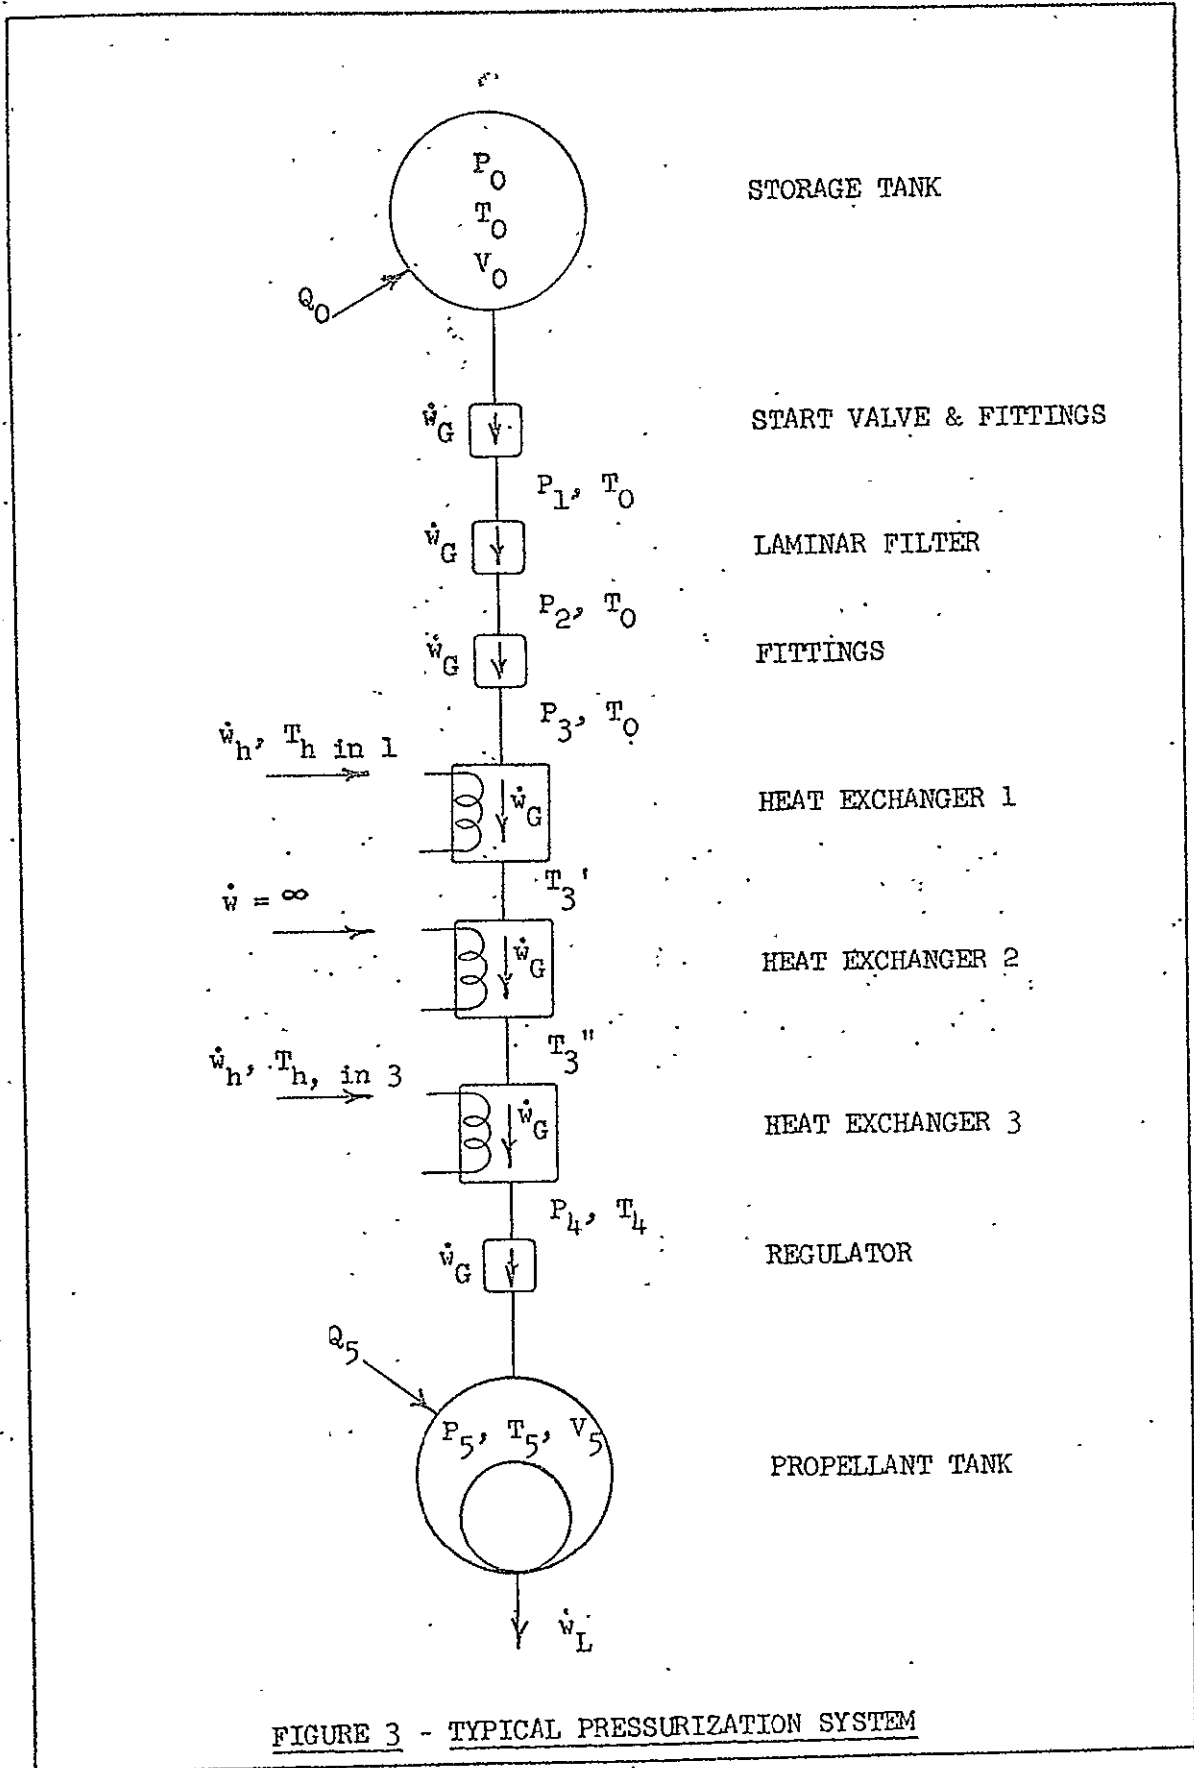 P0
T0
V0
STORAGE TANK
Q0
ẇG
START VALVE & FITTINGS
P1, T0
ẇG
LAMINAR FILTER
P2, T0
ẇG
FITTINGS
P3, T0
ẇh, Th in 1
ẇG
HEAT EXCHANGER 1
T3'
ẇ = ∞
ẇG
HEAT EXCHANGER 2
T3"
ẇh, Th, in 3
ẇG
HEAT EXCHANGER 3
P4, T4
ẇG
REGULATOR
Q5
P5, T5, V5
PROPELLANT TANK
ẇL
FIGURE 3 - TYPICAL PRESSURIZATION SYSTEM